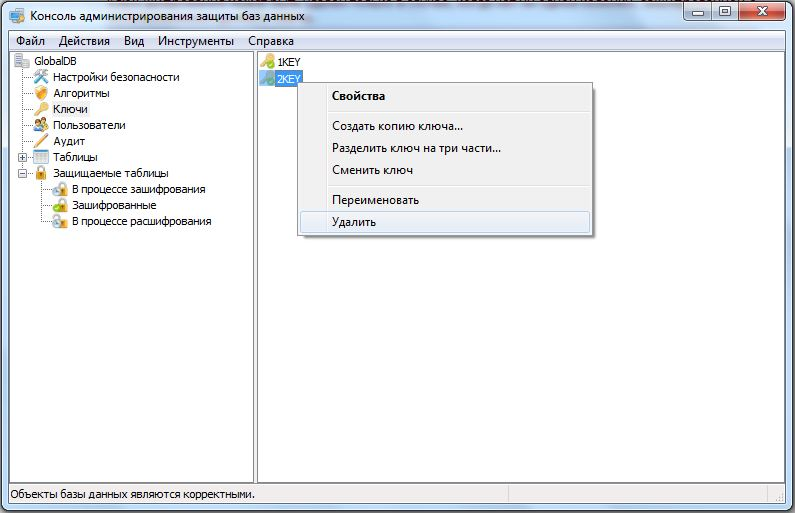 Консоль администрирования защиты баз данных
Файл Действия Вид Инструменты Справка
GlobalDB
Настройки безопасности
Алгоритмы
Ключи
Пользователи
Аудит
Таблицы
Защищаемые таблицы
В процессе зашифрования
Зашифрованные
В процессе расшифрования
1KEY
2KEY
Свойства
Создать копию ключа...
Разделить ключ на три части...
Сменить ключ
Переименовать
Удалить
Объекты базы данных являются корректными.